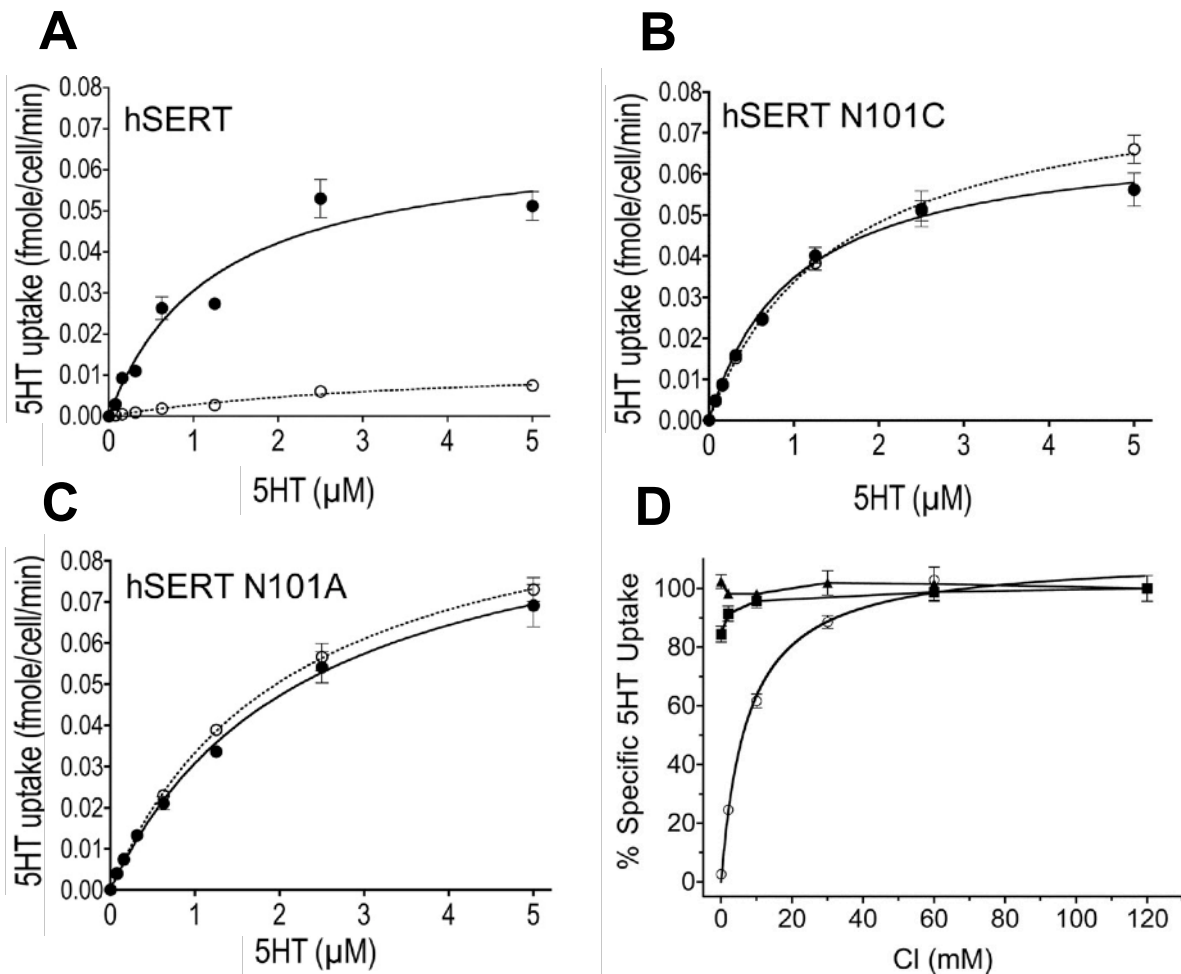 A
0.08
0.07
0.06
0.05
0.04
0.03
0.02
0.01
0.00
5HT uptake (fmole/cell/min)
hSERT
0 1 2 3 4 5
5HT (µM)
B
0.08
0.07
0.06
0.05
0.04
0.03
0.02
0.01
0.00
5HT uptake (fmole/cell/min)
hSERT N101C
0 1 2 3 4 5
5HT (µM)
C
0.08
0.07
0.06
0.05
0.04
0.03
0.02
0.01
0.00
5HT uptake (fmole/cell/min)
hSERT N101A
0 1 2 3 4 5
5HT (µM)
D
100
80
60
40
20
0
% Specific 5HT Uptake
0 20 40 60 80 100 120
Cl (mM)